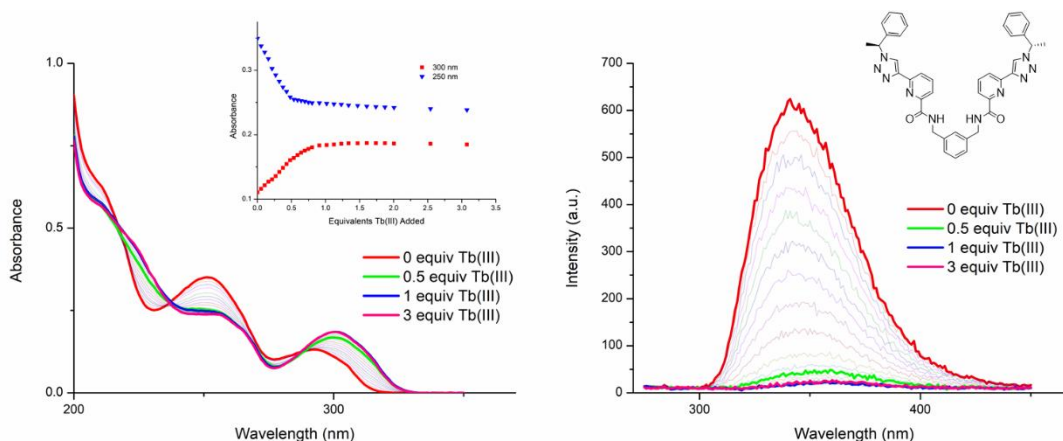 1.0
0.5
0.0
Absorbance
200
300
Wavelength (nm)
0.3
0.2
0.1
Absorbance
0.0
0.5
1.0
1.5
2.0
2.5
3.0
3.5
Equivalents Tb(III) Added
300 nm
250 nm
0 equiv Tb(III)
0.5 equiv Tb(III)
1 equiv Tb(III)
3 equiv Tb(III)
700
600
500
400
300
200
100
0
Intensity (a.u.)
300
400
Wavelength (nm)
0 equiv Tb(III)
0.5 equiv Tb(III)
1 equiv Tb(III)
3 equiv Tb(III)
N
N
N
N
N
N
N
N
O
NH
HN
O